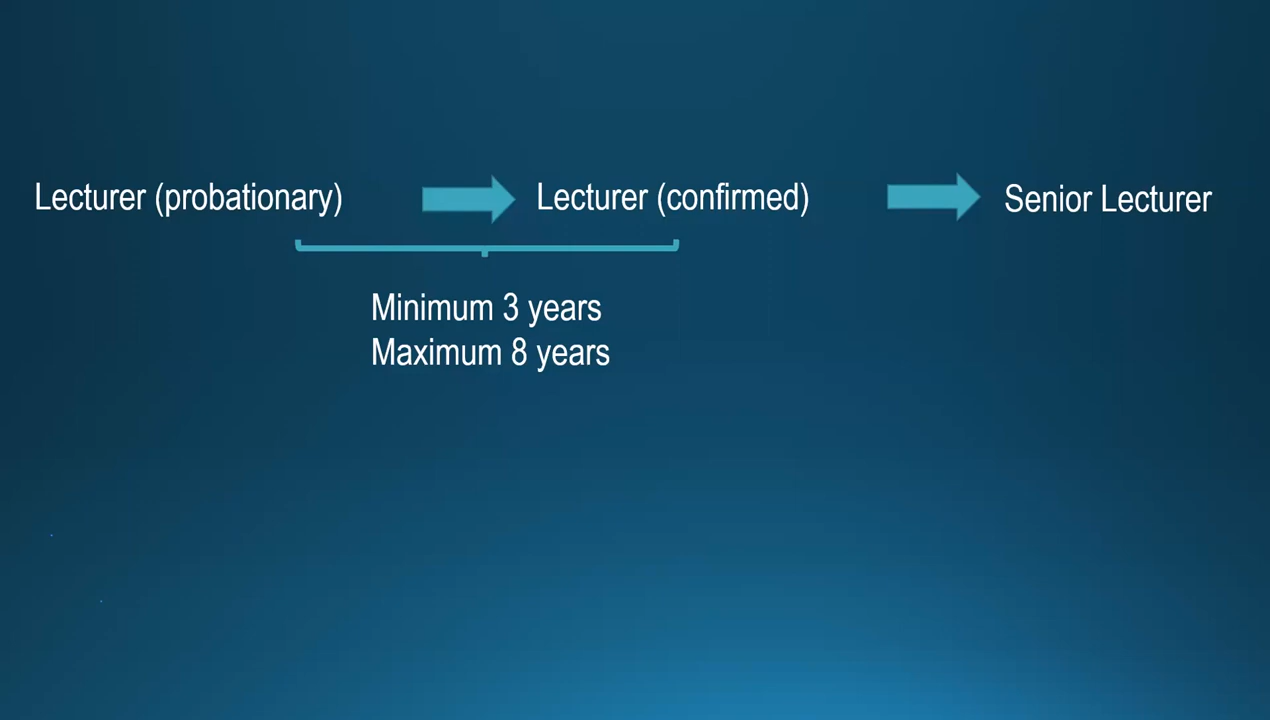 Lecturer (probationary) Lecturer (confirmed) Senior Lecturer
Minimum 3 years
Maximum 8 years